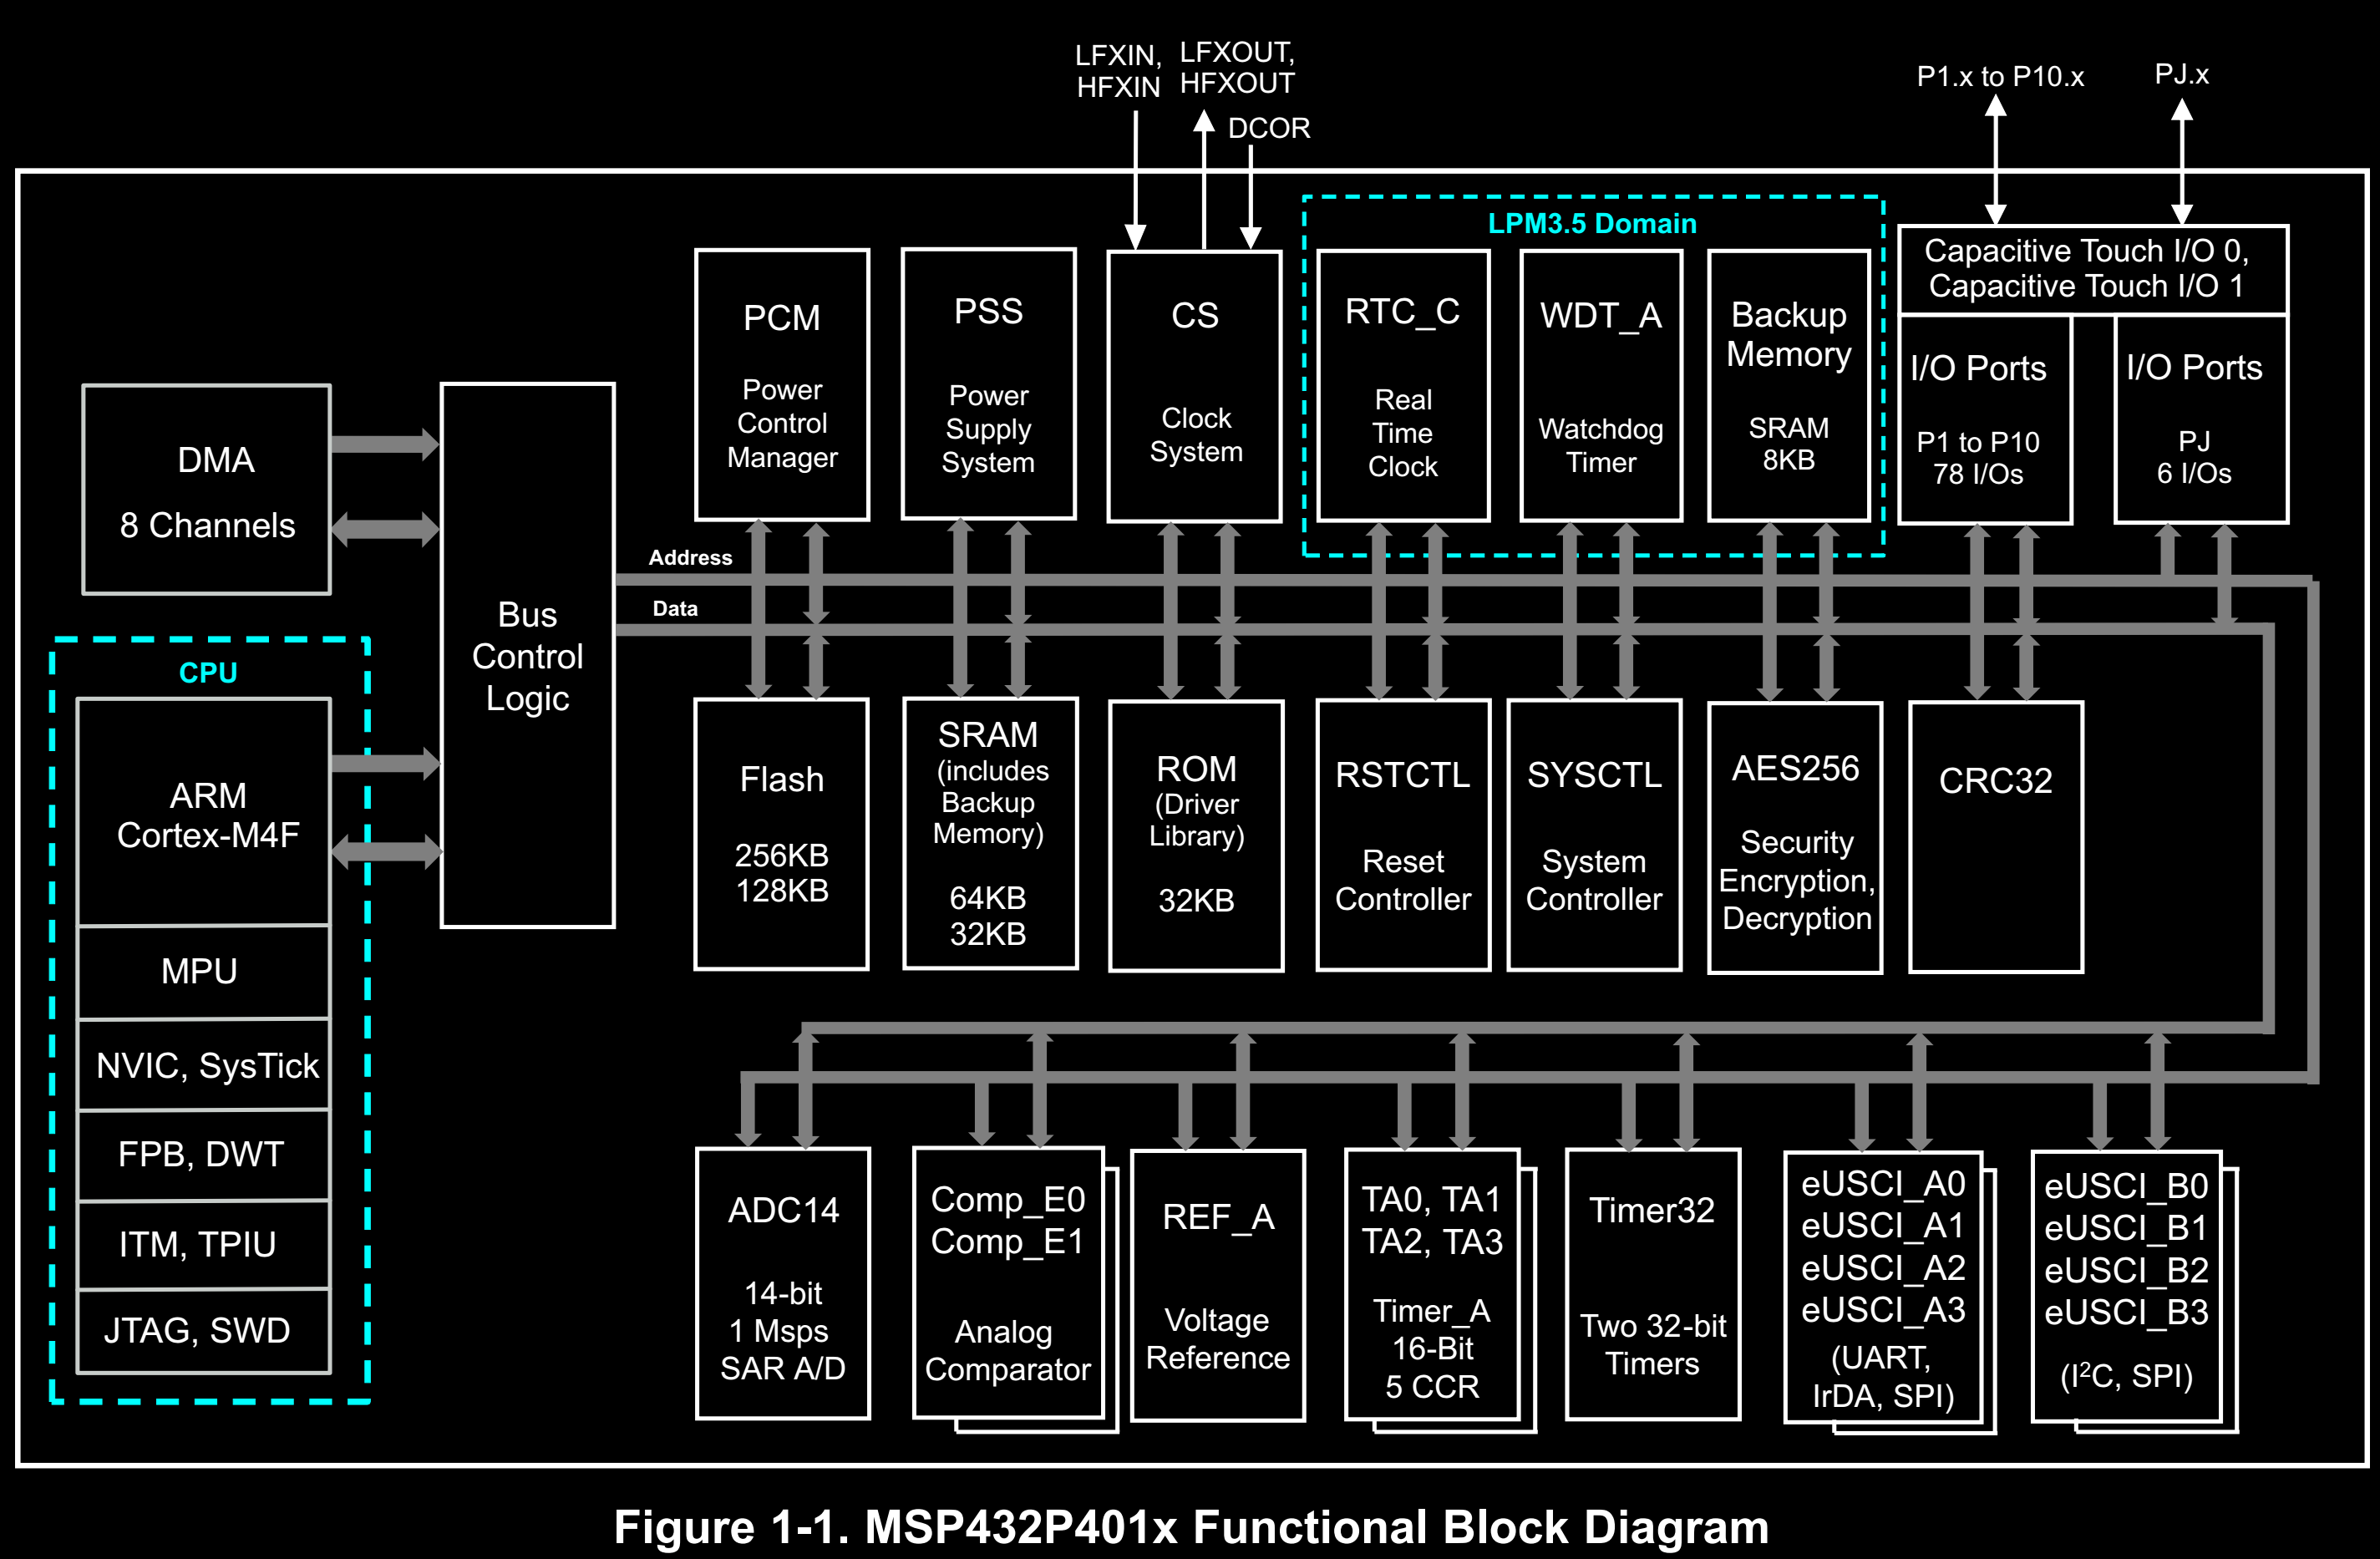 LFXIN,
HFXIN
LFXOUT,
HFXOUT
DCOR
P1.x to P10.x
PJ.x
LPM3.5 Domain
PCM
Power
Control
Manager
PSS
Power
Supply
System
CS
Clock
System
RTC_C
Real
Time
Clock
WDT_A
Watchdog
Timer
Backup
Memory
SRAM
8KB
Capacitive Touch I/O 0,
Capacitive Touch I/O 1
I/O Ports
P1 to P10
78 I/Os
I/O Ports
PJ
6 I/Os
DMA
8 Channels
Bus
Control
Logic
Address
Data
CPU
ARM
Cortex-M4F
MPU
NVIC, SysTick
FPB, DWT
ITM, TPIU
JTAG, SWD
Flash
256KB
128KB
SRAM
(includes
Backup
Memory)
64KB
32KB
ROM
(Driver
Library)
32KB
RSTCTL
Reset
Controller
SYSCTL
System
Controller
AES256
Security
Encryption,
Decryption
CRC32
ADC14
14-bit
1 Msps
SAR A/D
Comp_E0
Comp_E1
Analog
Comparator
REF_A
Voltage
Reference
TA0, TA1
TA2, TA3
Timer_A
16-Bit
5 CCR
Timer32
Two 32-bit
Timers
eUSCI_A0
eUSCI_A1
eUSCI_A2
eUSCI_A3
(UART,
IrDA, SPI)
eUSCI_B0
eUSCI_B1
eUSCI_B2
eUSCI_B3
(I²C, SPI)
Figure 1-1. MSP432P401x Functional Block Diagram